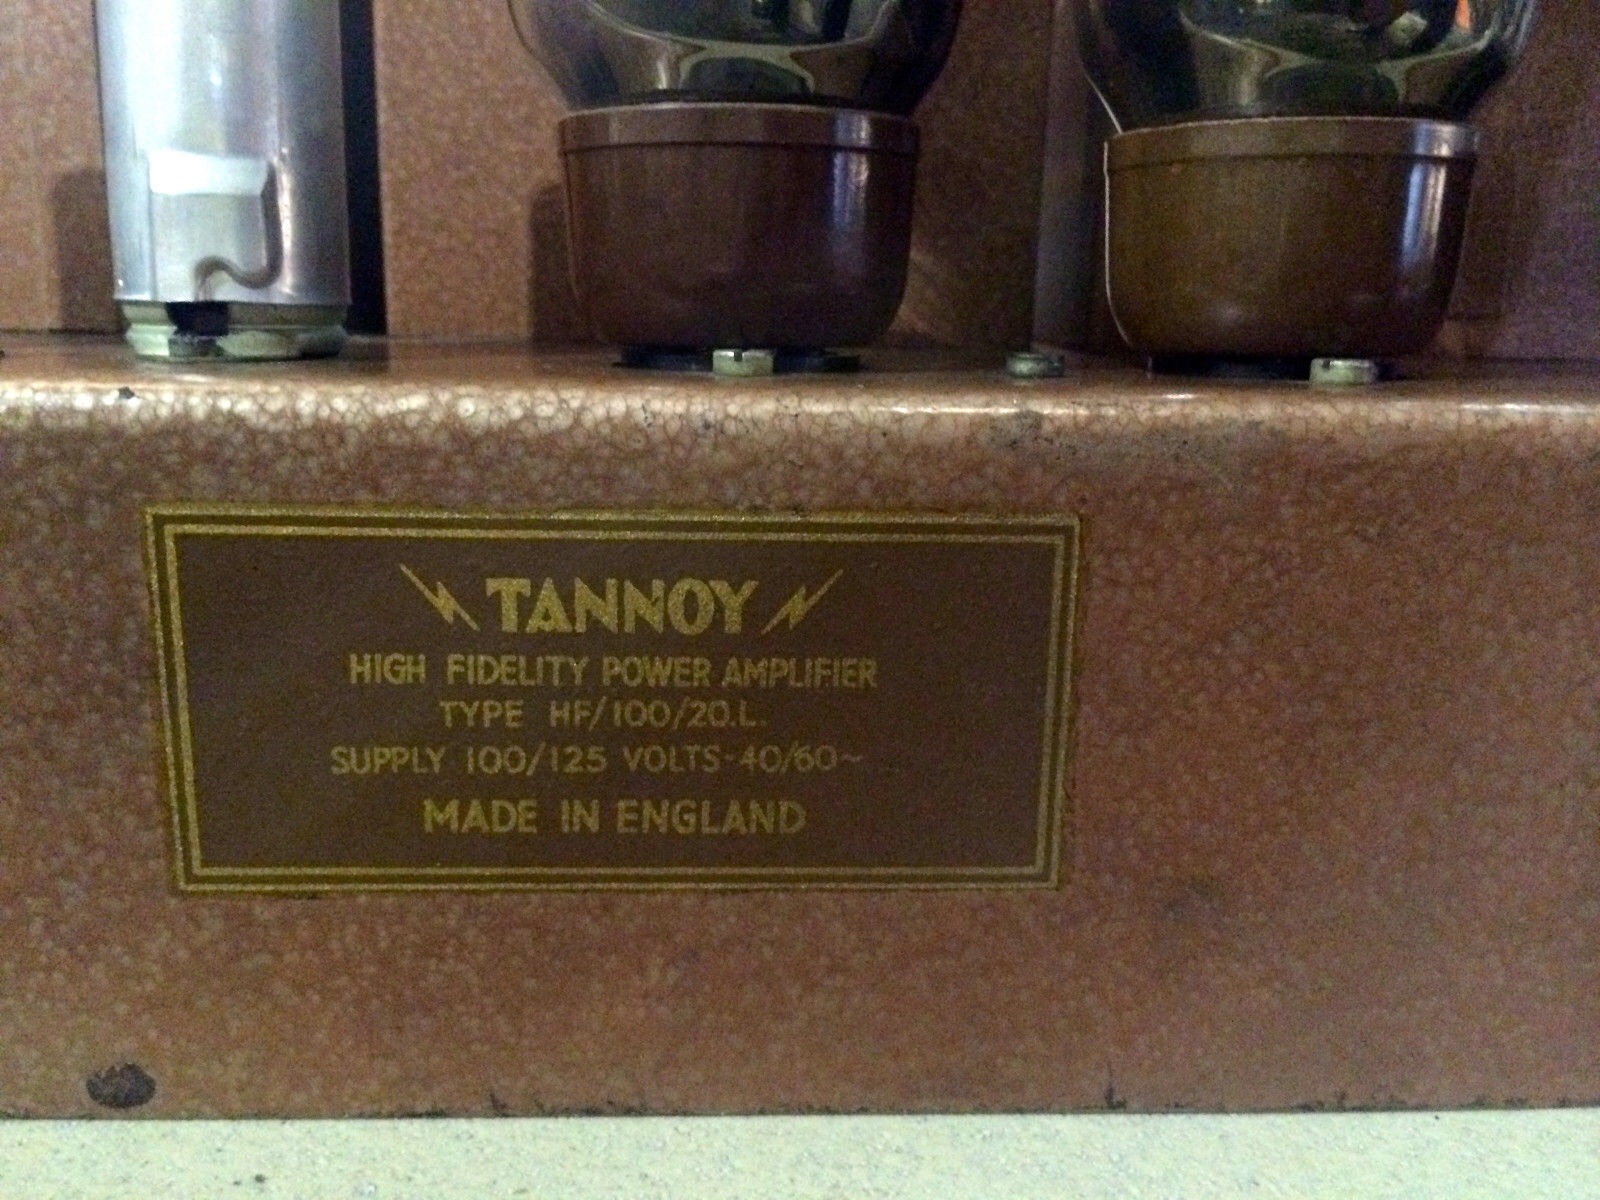 TANNOY
HIGH FIDELITY POWER AMPLIFIER
TYPE HF/100/20.L.
SUPPLY 100/125 VOLTS-40/60~
MADE IN ENGLAND